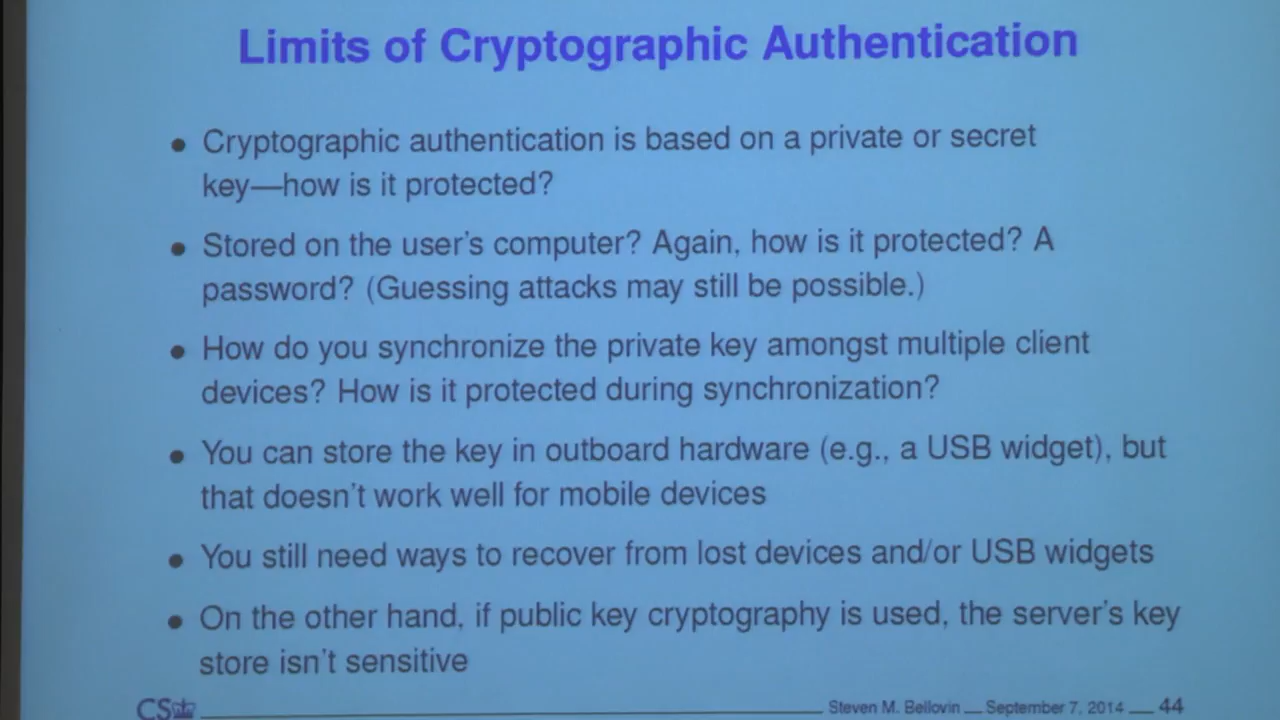 Limits of Cryptographic Authentication
• Cryptographic authentication is based on a private or secret
key—how is it protected?
• Stored on the user's computer? Again, how is it protected? A
password? (Guessing attacks may still be possible.)
• How do you synchronize the private key amongst multiple client
devices? How is it protected during synchronization?
• You can store the key in outboard hardware (e.g., a USB widget), but
that doesn't work well for mobile devices
• You still need ways to recover from lost devices and/or USB widgets
• On the other hand, if public key cryptography is used, the server's key
store isn't sensitive
CS
Steven M. Bellovin — September 7, 2014 — 44